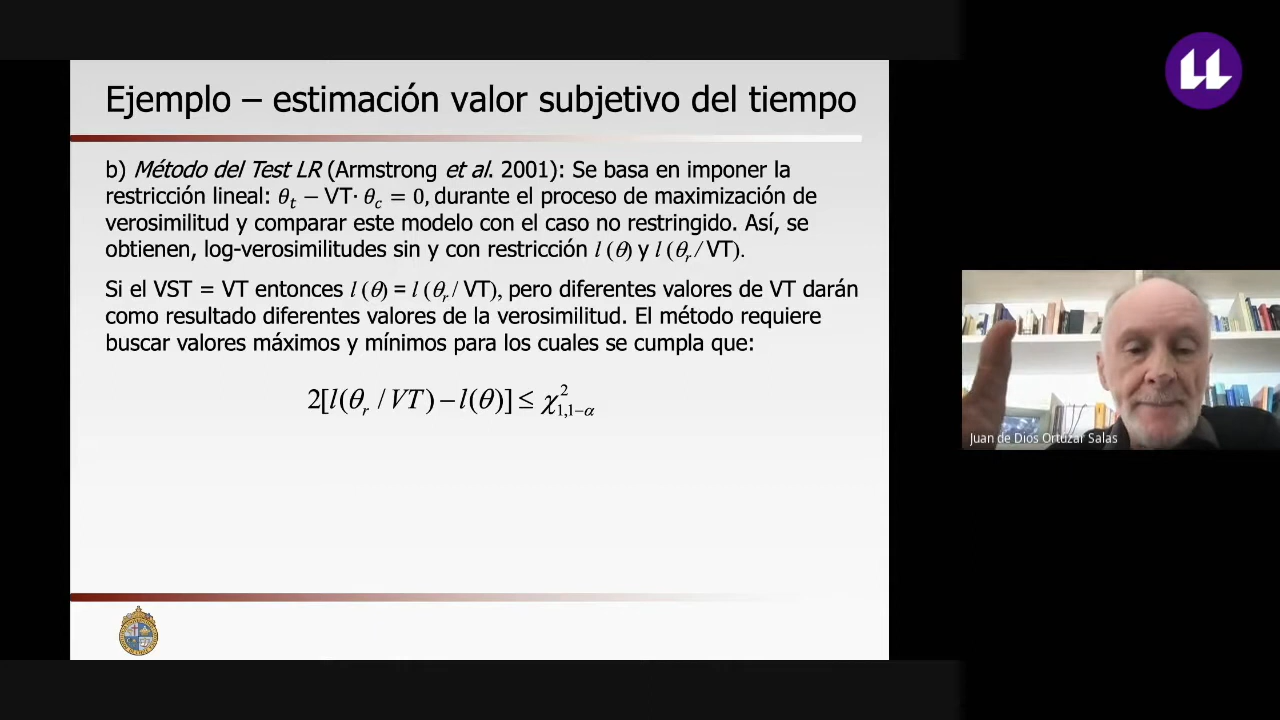 Ejemplo – estimación valor subjetivo del tiempo
b) Método del Test LR (Armstrong et al. 2001): Se basa en imponer la
restricción lineal: θt − VT· θc = 0, durante el proceso de maximización de
verosimilitud y comparar este modelo con el caso no restringido. Así, se
obtienen, log-verosimilitudes sin y con restricción l (θ) y l (θr / VT).
Si el VST = VT entonces l (θ) = l (θr / VT), pero diferentes valores de VT darán
como resultado diferentes valores de la verosimilitud. El método requiere
buscar valores máximos y mínimos para los cuales se cumpla que:
2[l(θr / VT) − l(θ)] ≤ χ²1,1−α
Juan de Dios Ortúzar Salas